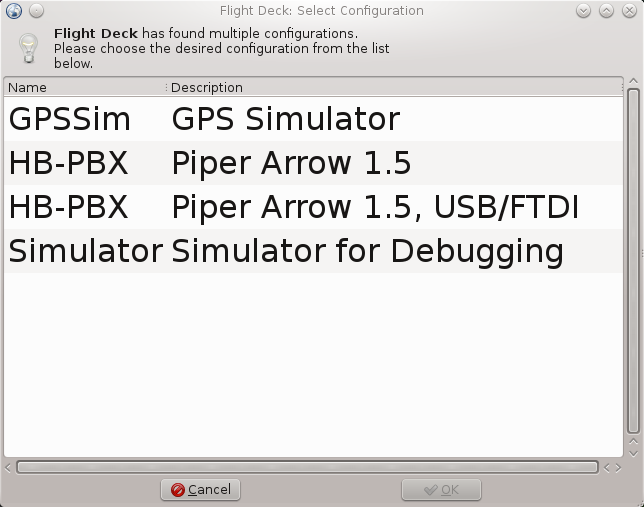 Flight Deck: Select Configuration
Flight Deck has found multiple configurations.
Please choose the desired configuration from the list
below.
Name Description
GPSSim GPS Simulator
HB-PBX Piper Arrow 1.5
HB-PBX Piper Arrow 1.5, USB/FTDI
Simulator Simulator for Debugging
Cancel OK